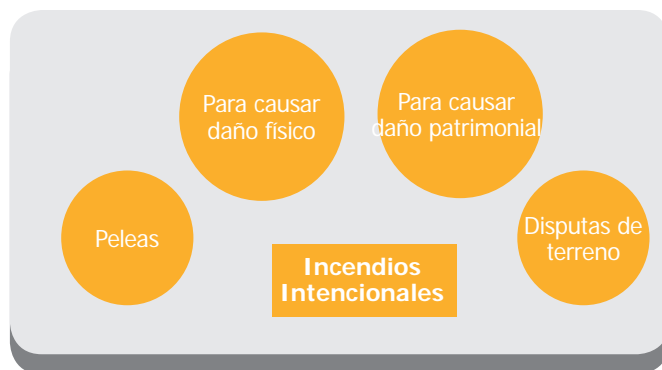 Para causar
daño físico
Para causar
daño patrimonial
Peleas
Disputas de
terreno
Incendios
Intencionales